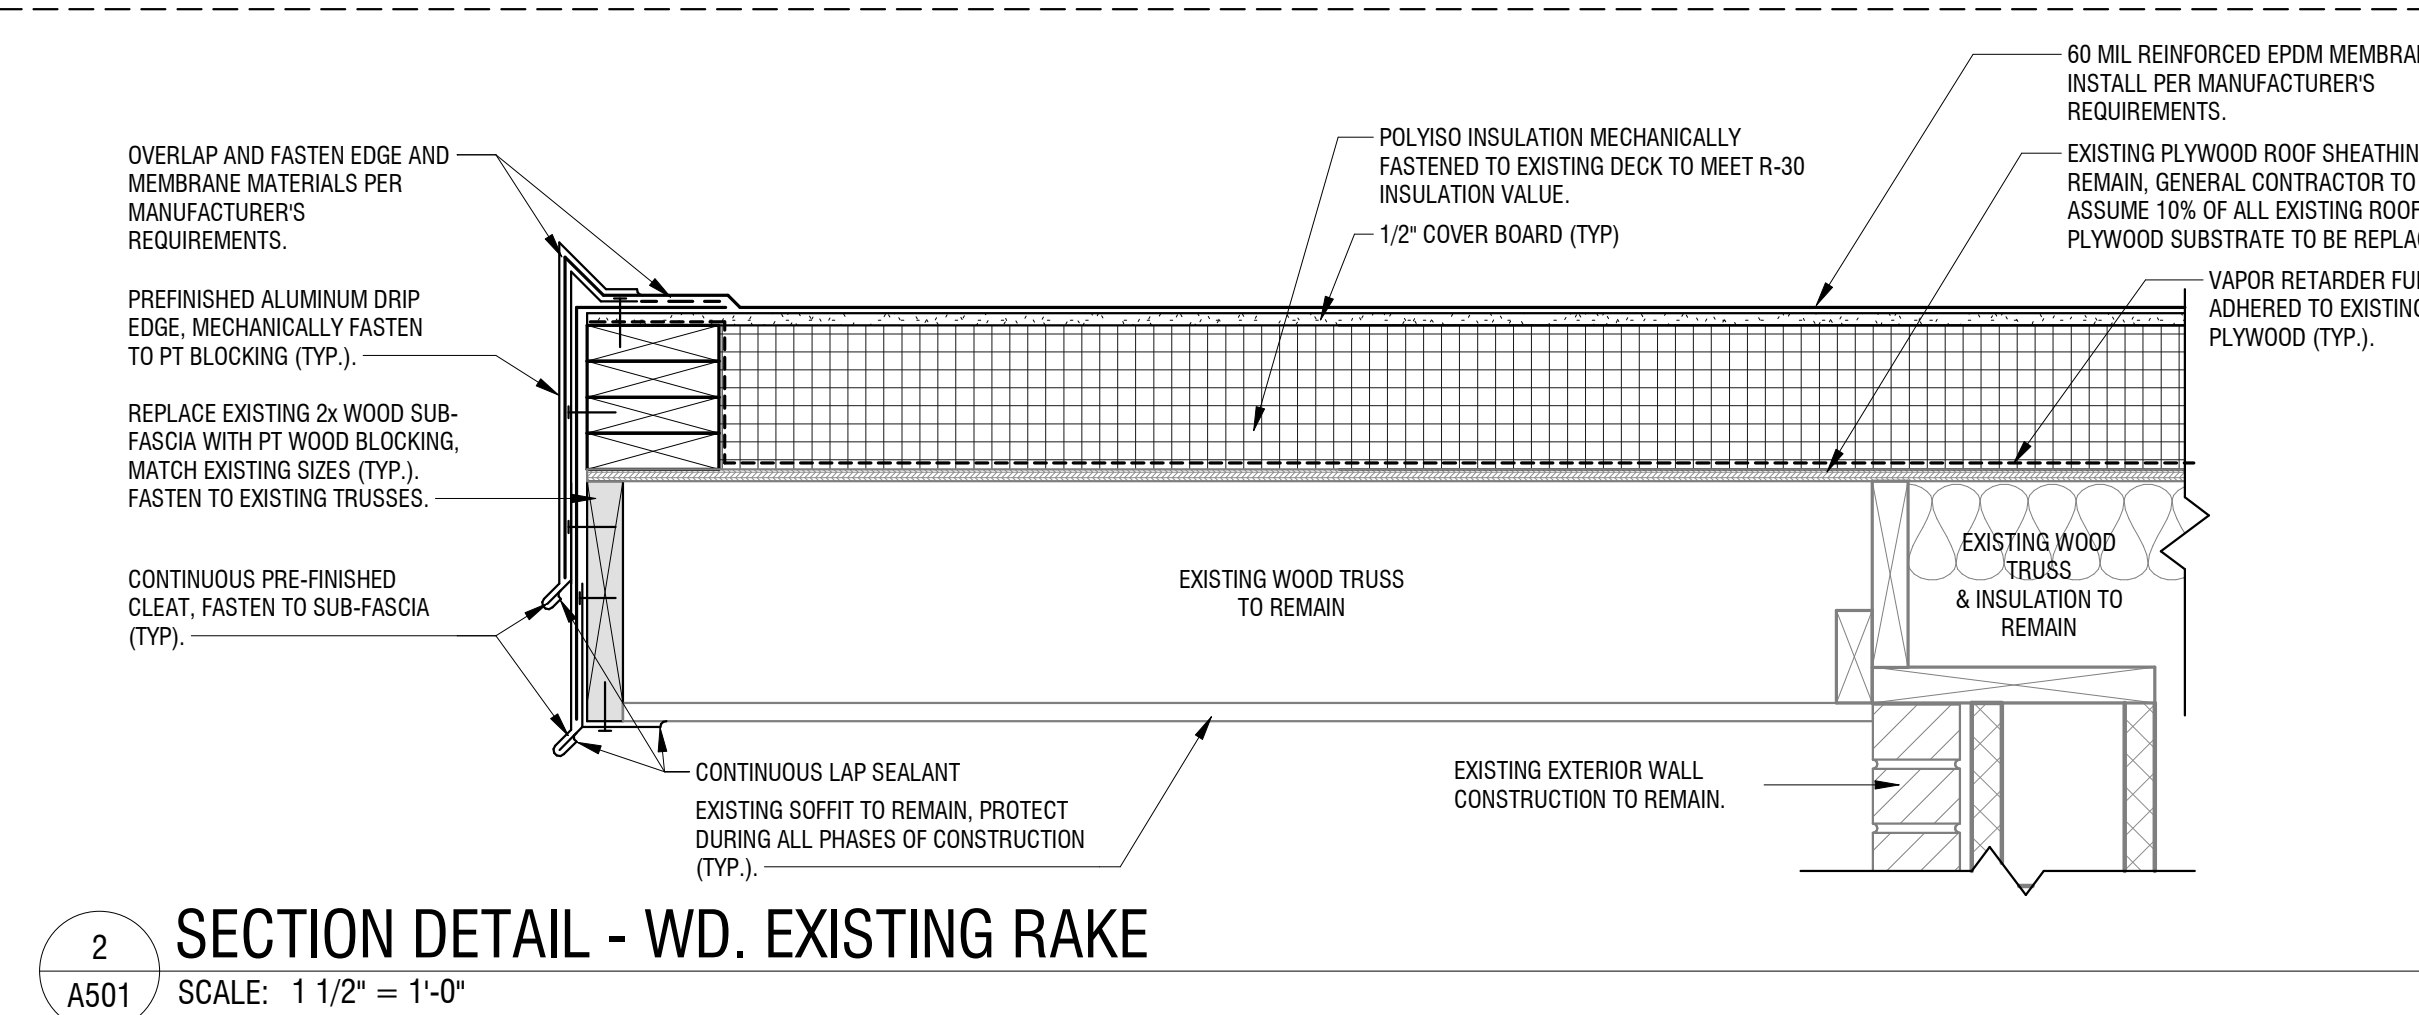 OVERLAP AND FASTEN EDGE AND
MEMBRANE MATERIALS PER
MANUFACTURER'S
REQUIREMENTS.
PREFINISHED ALUMINUM DRIP
EDGE, MECHANICALLY FASTEN
TO PT BLOCKING (TYP.).
REPLACE EXISTING 2x WOOD SUB-
FASCIA WITH PT WOOD BLOCKING,
MATCH EXISTING SIZES (TYP.).
FASTEN TO EXISTING TRUSSES.
CONTINUOUS PRE-FINISHED
CLEAT, FASTEN TO SUB-FASCIA
(TYP).
POLYISO INSULATION MECHANICALLY
FASTENED TO EXISTING DECK TO MEET R-30
INSULATION VALUE.
1/2" COVER BOARD (TYP)
60 MIL REINFORCED EPDM
INSTALL PER MANUFACTURER'S
REQUIREMENTS.
EXISTING PLYWOOD ROOF
REMAIN, GENERAL CONTRACTOR TO
ASSUME 10% OF ALL EXISTING ROOF
PLYWOOD SUBSTRATE TO BE
VAPOR RETARDER
ADHERED TO EXISTING
PLYWOOD (TYP.).
EXISTING WOOD TRUSS
TO REMAIN
EXISTING WOOD
TRUSS
& INSULATION TO
REMAIN
CONTINUOUS LAP SEALANT
EXISTING SOFFIT TO REMAIN, PROTECT
DURING ALL PHASES OF CONSTRUCTION
(TYP.).
EXISTING EXTERIOR WALL
CONSTRUCTION TO REMAIN.
2
A501
SECTION DETAIL - WD. EXISTING RAKE
SCALE: 1 1/2" = 1'-0"